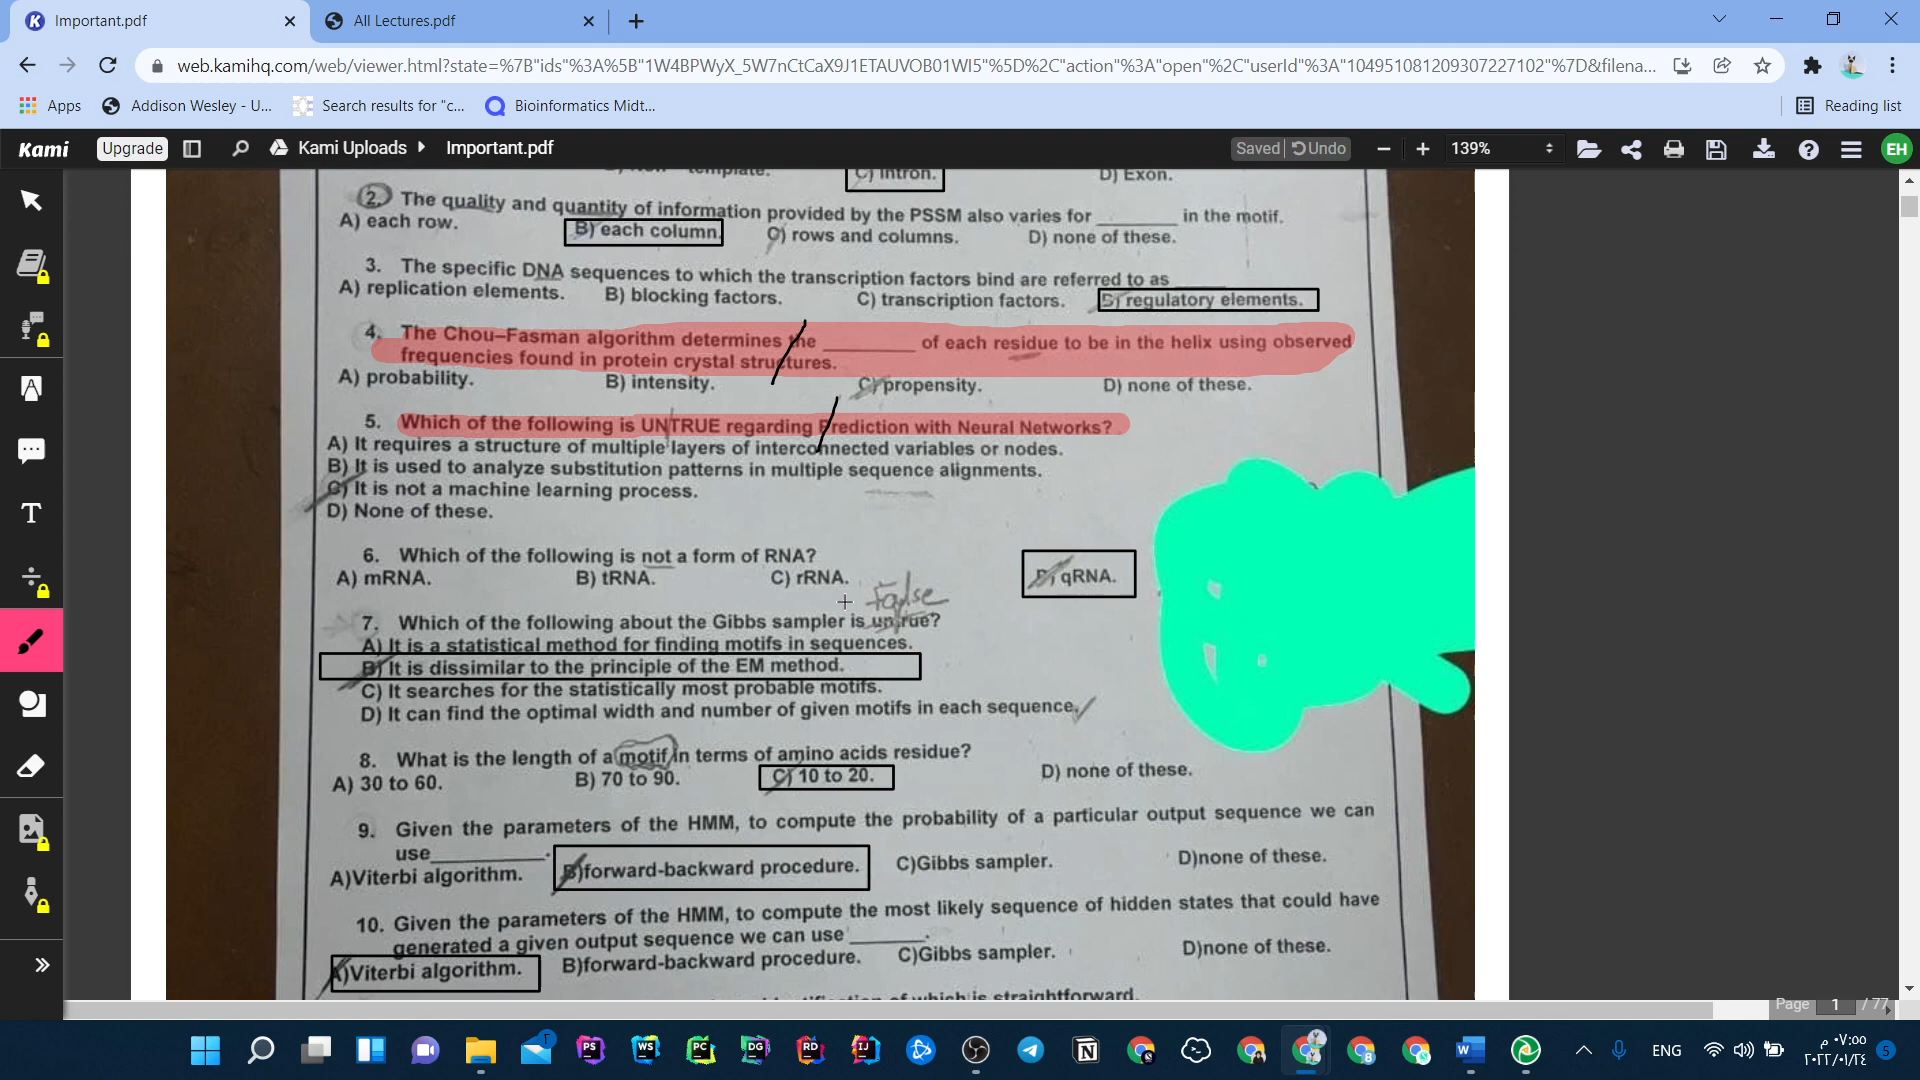 Important.pdf
All Lectures.pdf
web.kamihq.com/web/viewer.html?state=%7B"ids"%3A%5B"1W4BPWyX_5W7nCtCaX9J1ETAUVOB01WI5"%5D%2C"action"%3A"open"%2C"userId"%3A"104951081209307227102"%7D&filena...
Apps
Addison Wesley - U...
Search results for "c...
Bioinformatics Midt...
Reading list
Kami
Upgrade
Kami Uploads
Important.pdf
Saved
Undo
139%
EH
template.
C) Intron.
D) Exon.
2. The quality and quantity of information provided by the PSSM also varies for ________ in the motif.
A) each row.
B) each column.
C) rows and columns.
D) none of these.
3. The specific DNA sequences to which the transcription factors bind are referred to as ______
A) replication elements.
B) blocking factors.
C) transcription factors.
D) regulatory elements.
4. The Chou–Fasman algorithm determines the _________ of each residue to be in the helix using observed
frequencies found in protein crystal structures.
A) probability.
B) intensity.
C) propensity.
D) none of these.
5. Which of the following is UNTRUE regarding Prediction with Neural Networks?
A) It requires a structure of multiple layers of interconnected variables or nodes.
B) It is used to analyze substitution patterns in multiple sequence alignments.
C) It is not a machine learning process.
D) None of these.
6. Which of the following is not a form of RNA?
A) mRNA.
B) tRNA.
C) rRNA.
D) qRNA.
False
7. Which of the following about the Gibbs sampler is untrue?
A) It is a statistical method for finding motifs in sequences.
B) It is dissimilar to the principle of the EM method.
C) It searches for the statistically most probable motifs.
D) It can find the optimal width and number of given motifs in each sequence.
8. What is the length of a motif in terms of amino acids residue?
A) 30 to 60.
B) 70 to 90.
C) 10 to 20.
D) none of these.
9. Given the parameters of the HMM, to compute the probability of a particular output sequence we can
use___________.
A)Viterbi algorithm.
B)forward-backward procedure.
C)Gibbs sampler.
D)none of these.
10. Given the parameters of the HMM, to compute the most likely sequence of hidden states that could have
generated a given output sequence we can use _______.
A)Viterbi algorithm.
B)forward-backward procedure.
C)Gibbs sampler.
D)none of these.
of which is straightforward.
Page 1 / 77
ENG
٠٧:٥٥ م
٢٠٢٢/٠١/٢٤
5